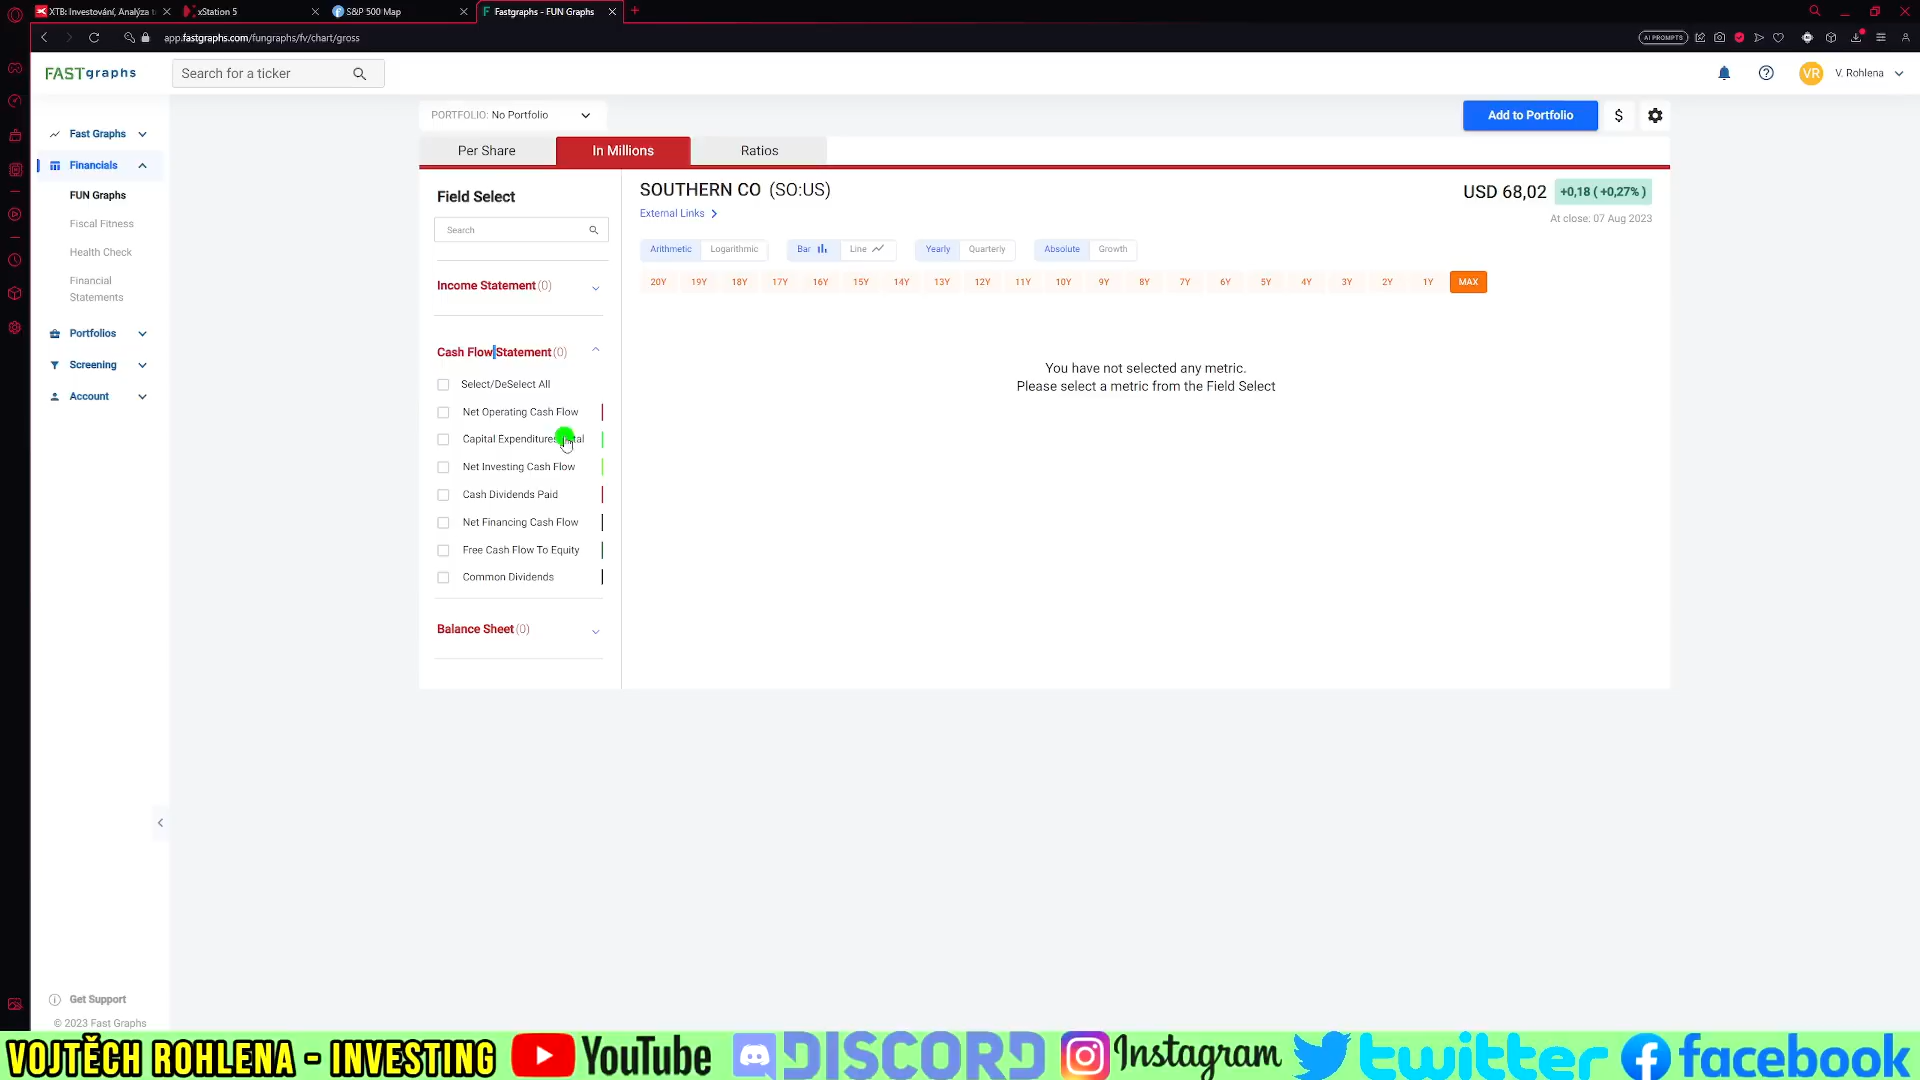 XTB: Investování, Analýza
xStation 5
S&P 500 Map
Fastgraphs - FUN Graphs
app.fastgraphs.com/fungraphs/fv/chart/gross
AI PROMPTS
FASTgraphs
Search for a ticker
VR
V. Rohlena
Fast Graphs
Financials
FUN Graphs
Fiscal Fitness
Health Check
Financial
Statements
Portfolios
Screening
Account
PORTFOLIO: No Portfolio
Add to Portfolio
$
Per Share
In Millions
Ratios
Field Select
Search
Income Statement (0)
Cash Flow Statement (0)
Select/DeSelect All
Net Operating Cash Flow
Capital Expenditures
Net Investing Cash Flow
Cash Dividends Paid
Net Financing Cash Flow
Free Cash Flow To Equity
Common Dividends
Balance Sheet (0)
SOUTHERN CO (SO:US)
External Links
USD 68,02
+0,18 ( +0,27% )
At close: 07 Aug 2023
Arithmetic Logarithmic Bar Line Yearly Quarterly Absolute Growth
20Y 19Y 18Y 17Y 16Y 15Y 14Y 13Y 12Y 11Y 10Y 9Y 8Y 7Y 6Y 5Y 4Y 3Y 2Y 1Y MAX
You have not selected any metric.
Please select a metric from the Field Select
Get Support
© 2023 Fast Graphs
VOJTĚCH ROHLENA - INVESTING YouTube DISCORD Instagram twitter facebook